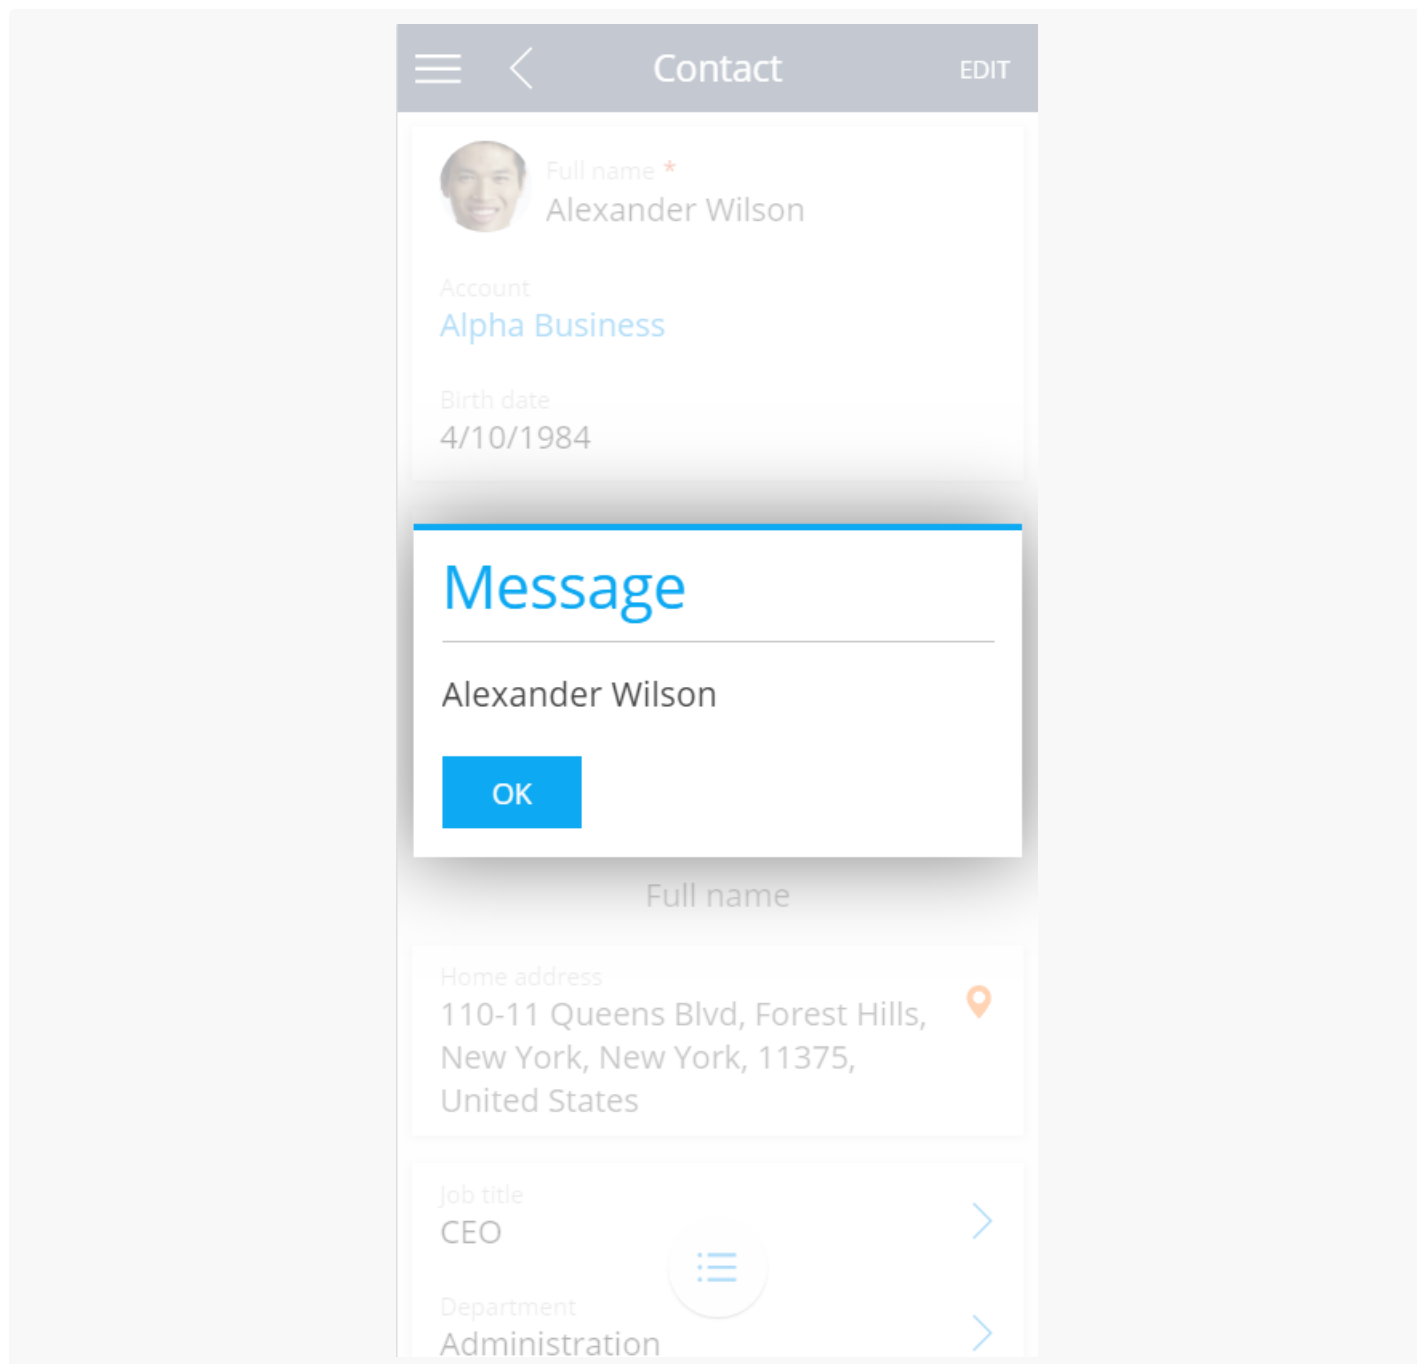 Contact
EDIT
Full name *
Alexander Wilson
Account
Alpha Business
Birth date
4/10/1984
Message
Alexander Wilson
OK
Full name
Home address
110-11 Queens Blvd, Forest Hills,
New York, New York, 11375,
United States
Job title
CEO
Department
Administration